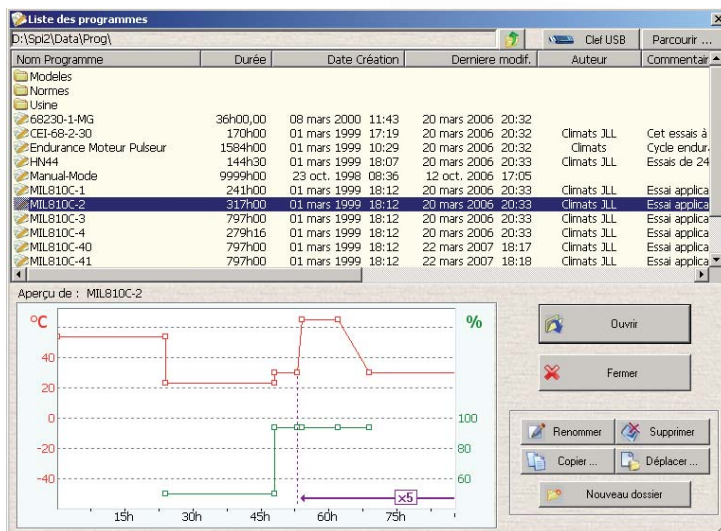 Liste des programmes
D:\Spi2\Data\Prog\ Clef USB Parcourir ...
Nom Programme Durée Date Création Derniere modif. Auteur Commentair
Modeles
Normes
Usine
68230-1-MG 36h00,00 08 mars 2000 11:43 20 mars 2006 20:32
CEI-68-2-30 170h00 01 mars 1999 17:19 20 mars 2006 20:32 Climats JLL Cet essais à
Endurance Moteur Pulseur 1584h00 01 mars 1999 10:29 20 mars 2006 20:32 Climats Cycle endur.
HN44 144h30 01 mars 1999 18:07 20 mars 2006 20:33 Climats JLL Essais de 24
Manual-Mode 9999h00 23 oct. 1998 08:36 12 oct. 2006 17:05
MIL810C-1 241h00 01 mars 1999 18:12 20 mars 2006 20:33 Climats JLL Essai applica
MIL810C-2 317h00 01 mars 1999 18:12 20 mars 2006 20:33 Climats JLL Essai applica
MIL810C-3 797h00 01 mars 1999 18:12 20 mars 2006 20:33 Climats JLL Essai applica
MIL810C-4 279h16 01 mars 1999 18:12 20 mars 2006 20:33 Climats JLL Essai applica
MIL810C-40 797h00 01 mars 1999 18:12 22 mars 2007 18:17 Climats JLL Essai applica
MIL810C-41 797h00 01 mars 1999 18:12 22 mars 2007 18:18 Climats JLL Essai applica
Aperçu de : MIL810C-2
°C %
40
20
0 100
-20 80
-40 60
x5
15h 30h 45h 60h 75h
Ouvrir
Fermer
Renommer Supprimer
Copier ... Déplacer ...
Nouveau dossier